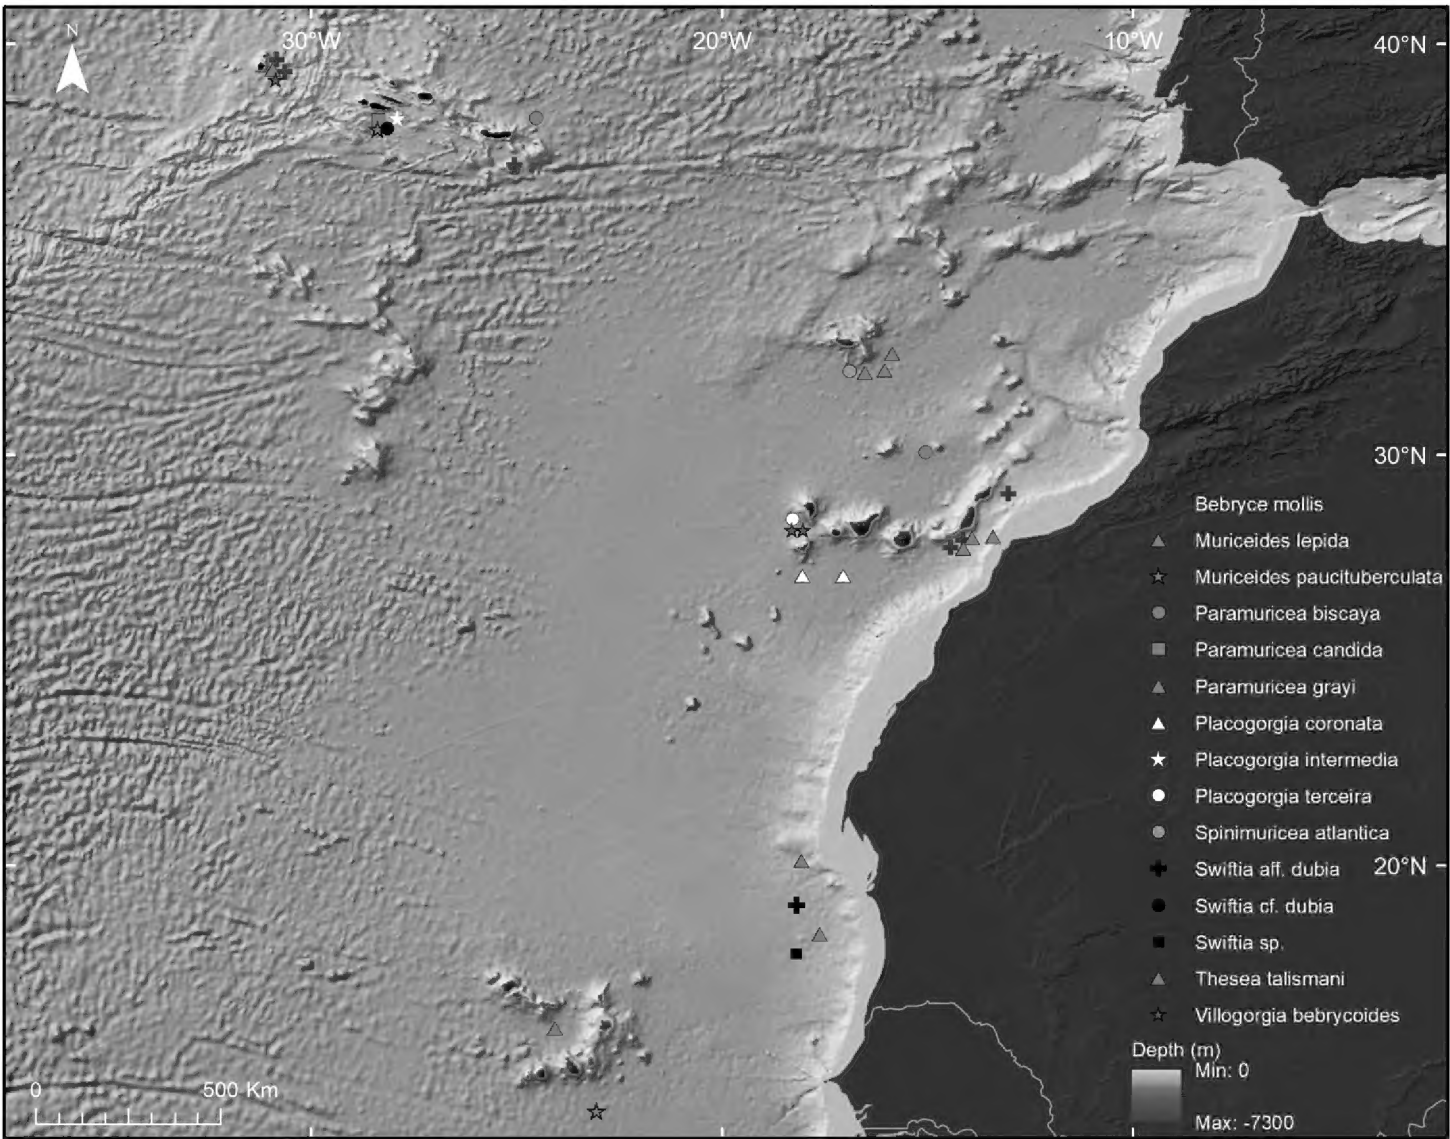 N
30°W
20°W
10°W
40°N
30°N
Bebryce mollis
Muriceides lepida
Muriceides paucituberculata
Paramuricea biscaya
Paramuricea candida
Paramuricea grayi
Placogorgia coronata
Placogorgia intermedia
Placogorgia terceira
Spinimuricea atlantica
Swiftia aff. dubia
20°N
Swiftia cf. dubia
Swiftia sp.
Thesea talismani
Villogorgia bebrycoides
Depth (m)
Min: 0
Max: -7300
0 500 Km